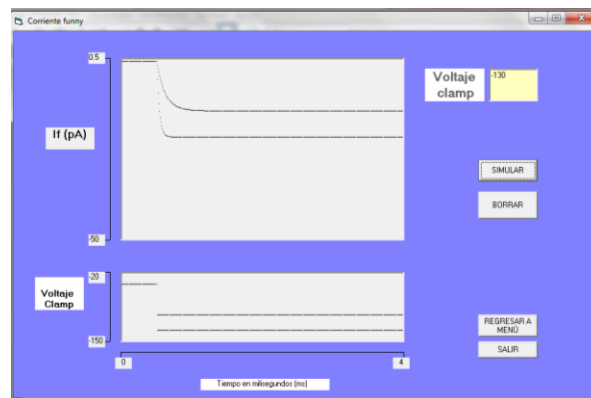 Corriente funny
0.5
If (pA)
-50
Voltaje
clamp
-130
SIMULAR
BORRAR
-20
Voltaje
Clamp
-150
0
4
Tiempo en milisegundos (ms)
REGRESAR A
MENÚ
SALIR